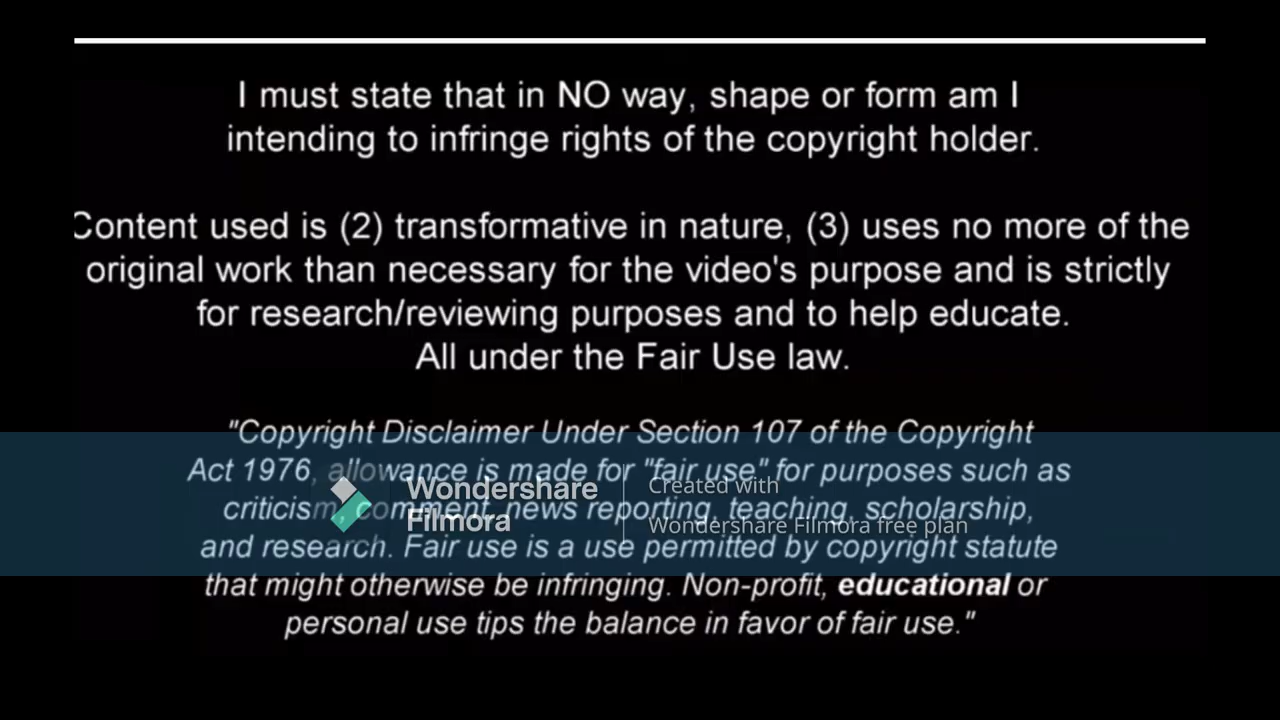 I must state that in NO way, shape or form am I
intending to infringe rights of the copyright holder.
Content used is (2) transformative in nature, (3) uses no more of the
original work than necessary for the video's purpose and is strictly
for research/reviewing purposes and to help educate.
All under the Fair Use law.
"Copyright Disclaimer Under Section 107 of the Copyright
Act 1976, allowance is made for "fair use" for purposes such as
criticism, comment, news reporting, teaching, scholarship,
and research. Fair use is a use permitted by copyright statute
that might otherwise be infringing. Non-profit, educational or
personal use tips the balance in favor of fair use."
Wondershare
Filmora
Created with
Wondershare Filmora free plan